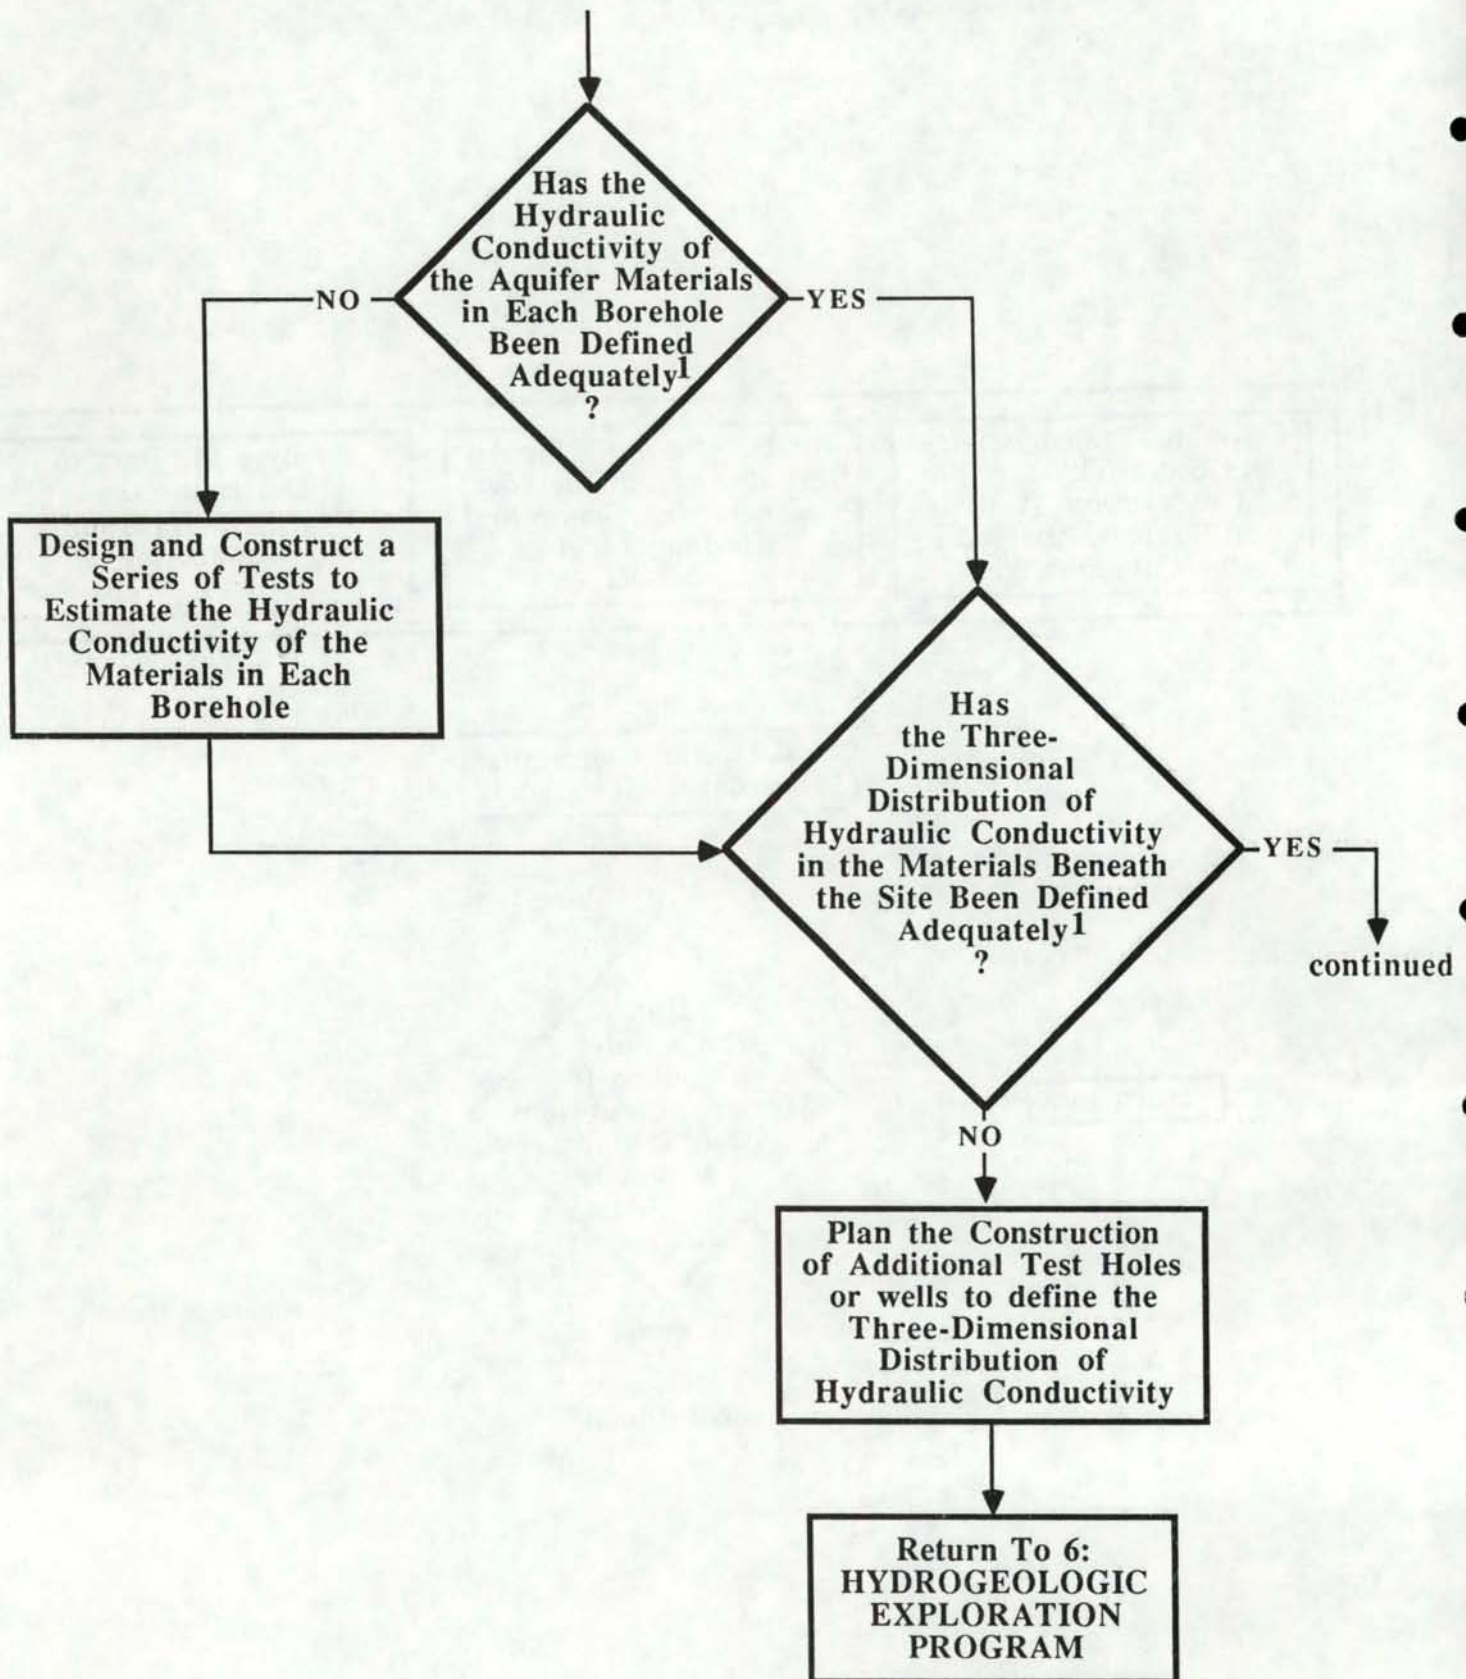 Has the
Hydraulic
Conductivity of
the Aquifer Materials
in Each Borehole
Been Defined
Adequately1
?
NO
YES
Design and Construct a
Series of Tests to
Estimate the Hydraulic
Conductivity of the
Materials in Each
Borehole
Has
the Three-
Dimensional
Distribution of
Hydraulic Conductivity
in the Materials Beneath
the Site Been Defined
Adequately1
?
YES
continued
NO
Plan the Construction
of Additional Test Holes
or wells to define the
Three-Dimensional
Distribution of
Hydraulic Conductivity
Return To 6:
HYDROGEOLOGIC
EXPLORATION
PROGRAM